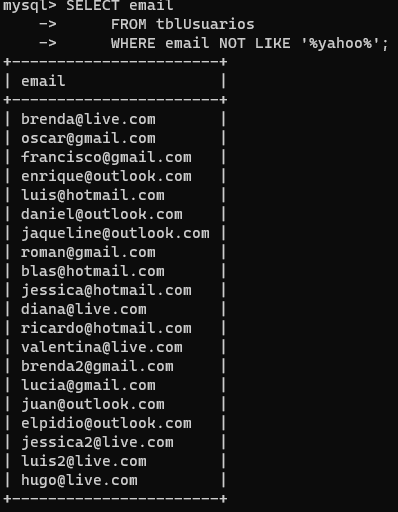 mysql> SELECT email
    ->      FROM tblUsuarios
    ->      WHERE email NOT LIKE '%yahoo%';
+-----------------------+
| email                 |
+-----------------------+
| brenda@live.com       |
| oscar@gmail.com       |
| francisco@gmail.com   |
| enrique@outlook.com   |
| luis@hotmail.com      |
| daniel@outlook.com    |
| jaqueline@outlook.com |
| roman@gmail.com       |
| blas@hotmail.com      |
| jessica@hotmail.com   |
| diana@live.com        |
| ricardo@hotmail.com   |
| valentina@live.com    |
| brenda2@gmail.com     |
| lucia@gmail.com       |
| juan@outlook.com      |
| elpidio@outlook.com   |
| jessica2@live.com     |
| luis2@live.com        |
| hugo@live.com         |
+-----------------------+